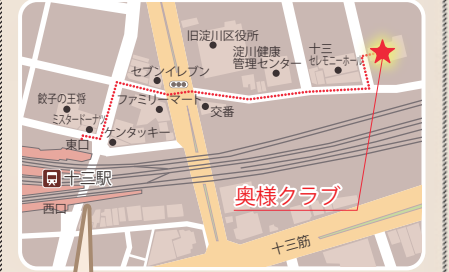 旧淀川区役所
淀川健康
管理センター
十三
セレモニーホール
セブンイレブン
餃子の王将
ファミリーマート
ミスタードーナツ
交番
ケンタッキー
東口
十三駅
西口
奥様クラブ
十三筋